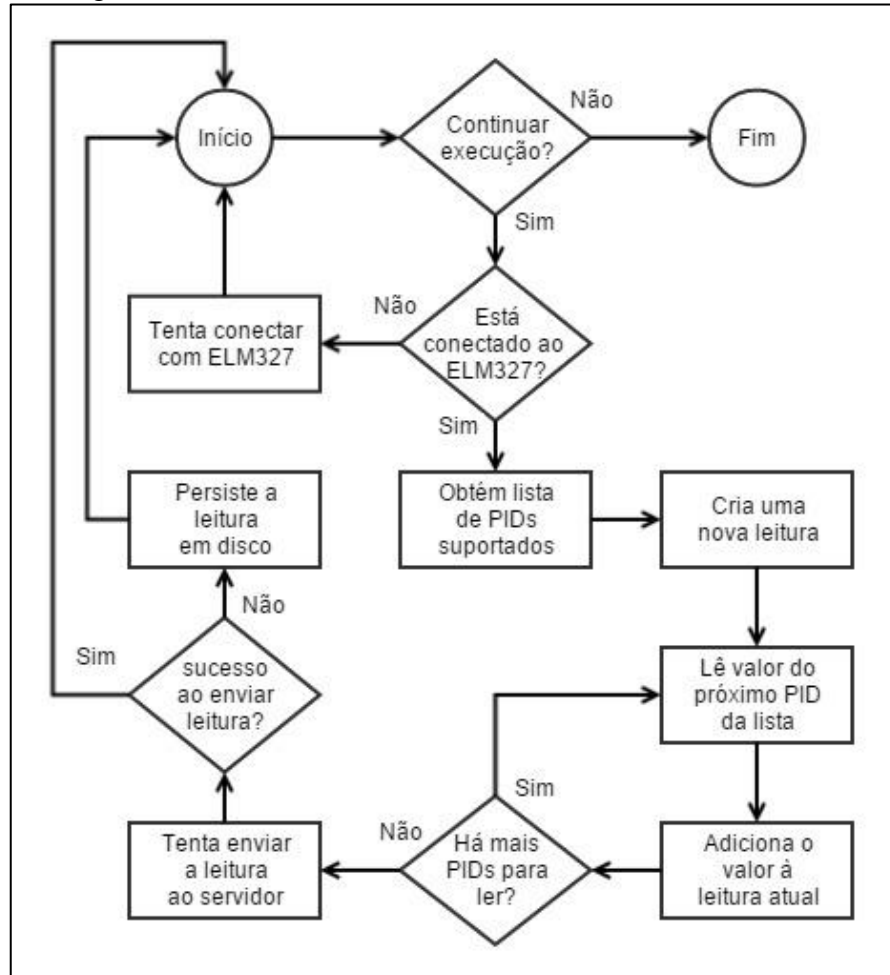 Início
Continuar
execução?
Não
Fim
Sim
Está
conectado ao
ELM327?
Não
Tenta conectar
com ELM327
Sim
Obtém lista
de PIDs
suportados
Cria uma
nova leitura
Lê valor do
próximo PID
da lista
Adiciona o
valor à
leitura atual
Há mais
PIDs para
ler?
Sim
Não
Tenta enviar
a leitura
ao servidor
sucesso
ao enviar
leitura?
Não
Sim
Persiste a
leitura
em disco